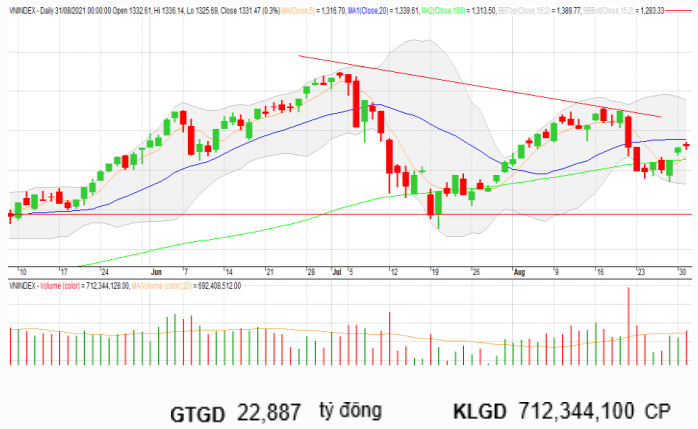 VNINDEX - Daily 31/08/2021 00:00:00 Open 1332.61, Hi 1336.14, Lo 1325.69, Close 1331.47 (0.3%) MA(Close,5) = 1,316.70, MA1(Close,20) = 1,339.61, MA2(Close,100) = 1,313.50, BBTop(Close,15,2) = 1,389.77, BBBot(Close,15,2) = 1,283.33
10 17 24 Jun 7 14 21 28 Jul 5 12 19 26 Aug 9 16 23 30
VNINDEX - Volume (color) = 712,344,128.00, MA(Volume (color),20) = 692,408,512.00
GTGD 22,887 tỷ đồng KLGD 712,344,100 CP